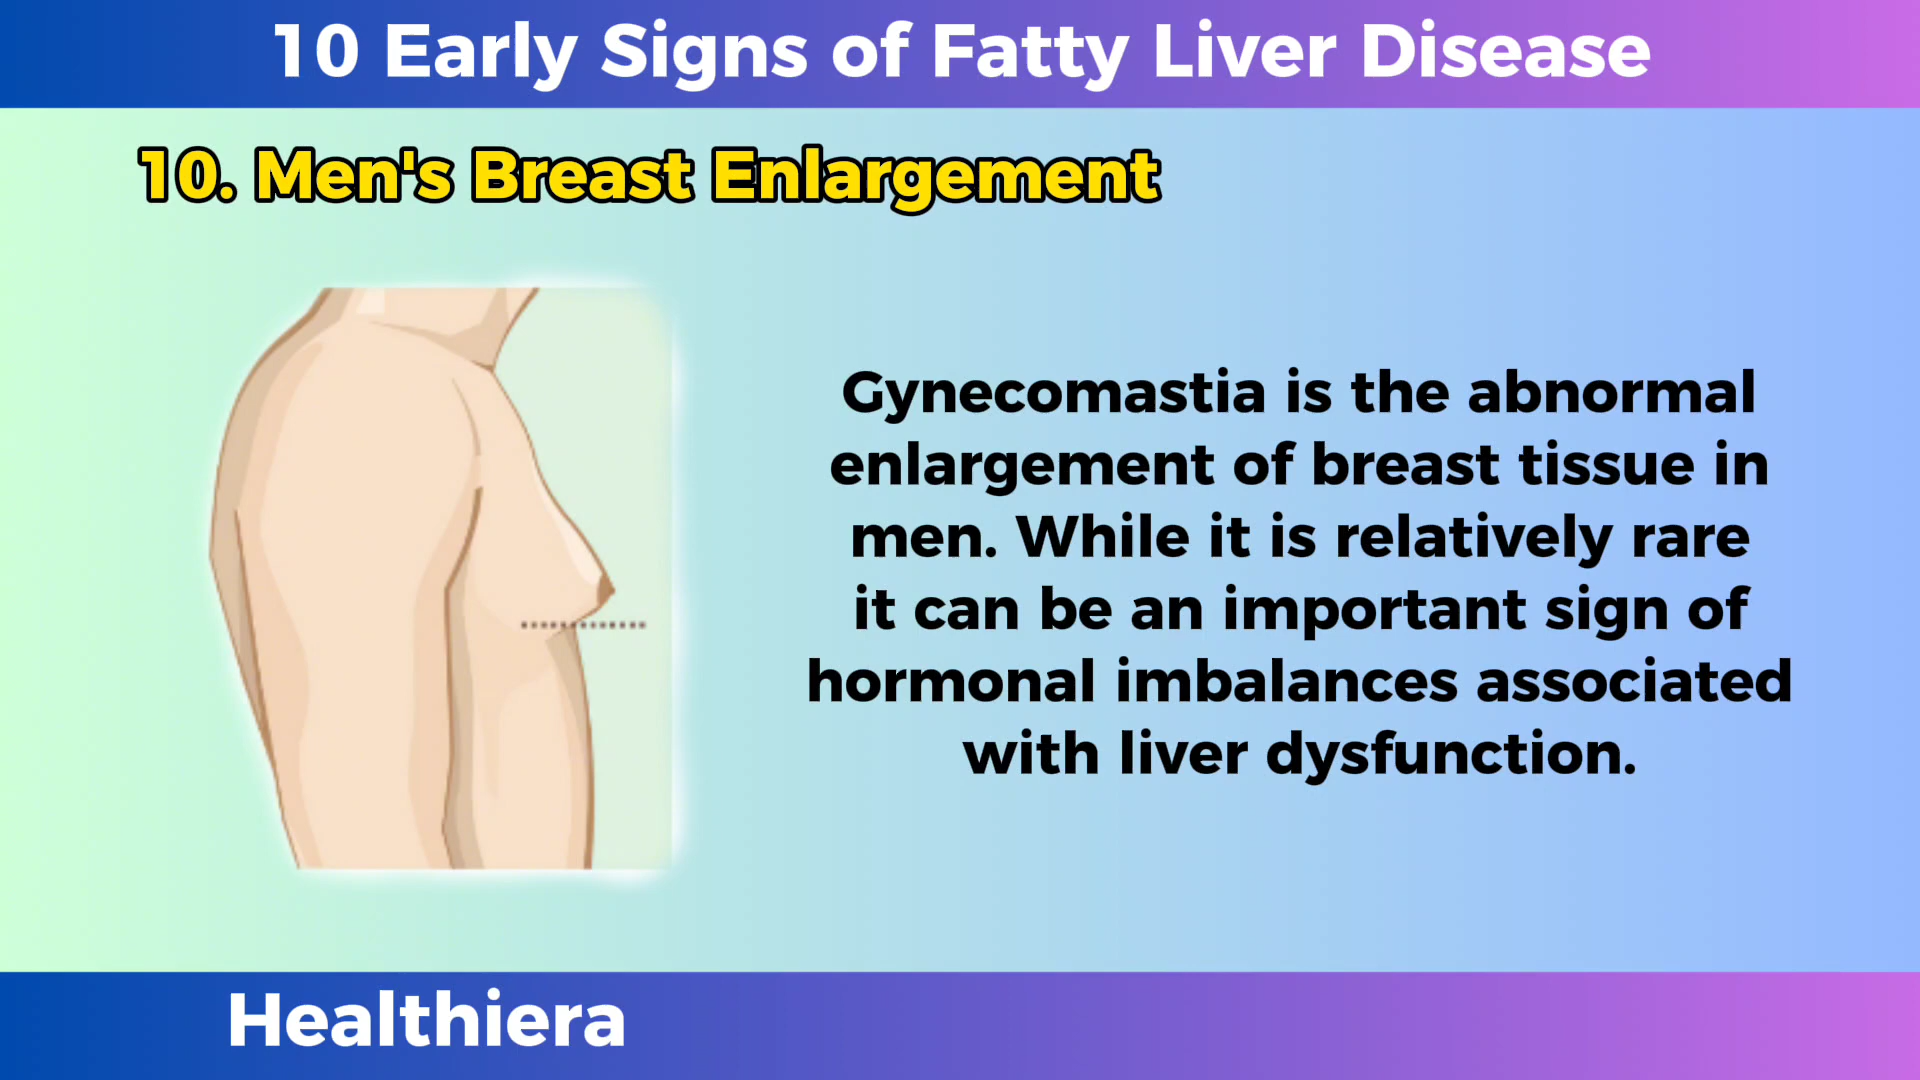 10 Early Signs of Fatty Liver Disease
10. Men's Breast Enlargement
Gynecomastia is the abnormal
enlargement of breast tissue in
men. While it is relatively rare
it can be an important sign of
hormonal imbalances associated
with liver dysfunction.
Healthiera